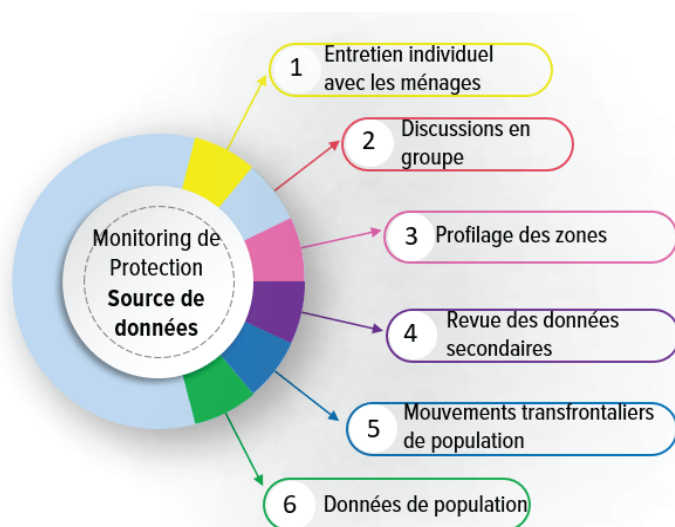 Monitoring de
Protection
Source de
données
1
Entretien individuel
avec les ménages
2
Discussions en
groupe
3
Profilage des zones
4
Revue des données
secondaires
5
Mouvements transfrontaliers
de population
6
Données de population